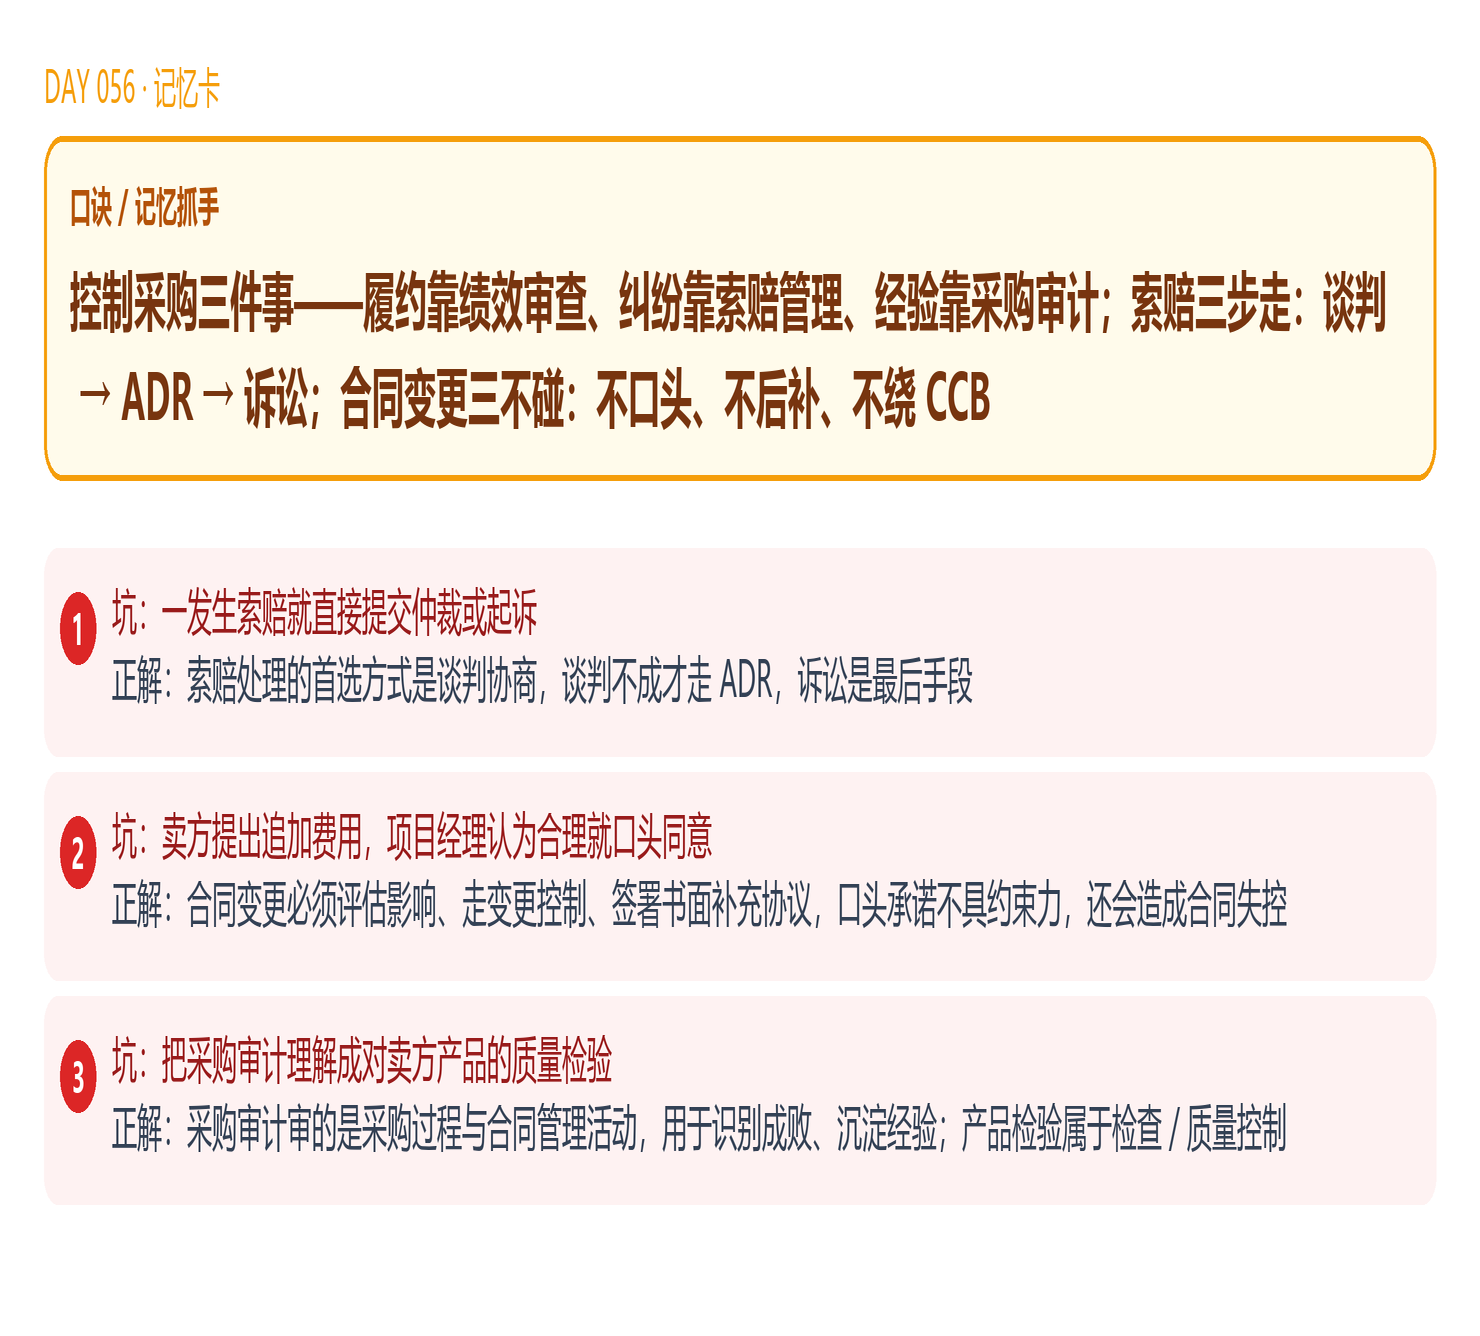 DAY 056 · 记忆卡
口诀 / 记忆抓手
控制采购三件事——履约靠绩效审查、纠纷靠索赔管理、经验靠采购审计；索赔三步走：谈判
→ ADR → 诉讼；合同变更三不碰：不口头、不后补、不绕 CCB
1
坑：一发生索赔就直接提交仲裁或起诉
正解：索赔处理的首选方式是谈判协商，谈判不成才走 ADR，诉讼是最后手段
2
坑：卖方提出追加费用，项目经理认为合理就口头同意
正解：合同变更必须评估影响、走变更控制、签署书面补充协议，口头承诺不具约束力，还会造成合同失控
3
坑：把采购审计理解成对卖方产品的质量检验
正解：采购审计审的是采购过程与合同管理活动，用于识别成败、沉淀经验；产品检验属于检查 / 质量控制